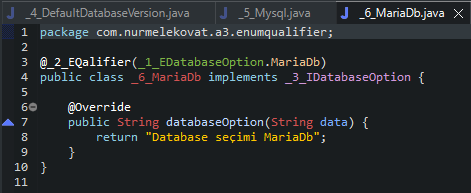 _4_DefaultDatabaseVersion.java
_5_Mysql.java
_6_MariaDb.java
1 package com.nurmelekovat.a3.enumqualifier;
2
3 @_2_EQalifier(_1_EDatabaseOption.MariaDb)
4 public class _6_MariaDb implements _3_IDatabaseOption {
5
6 @Override
7 public String databaseOption(String data) {
8 return "Database seçimi MariaDb";
9 }
10 }
11